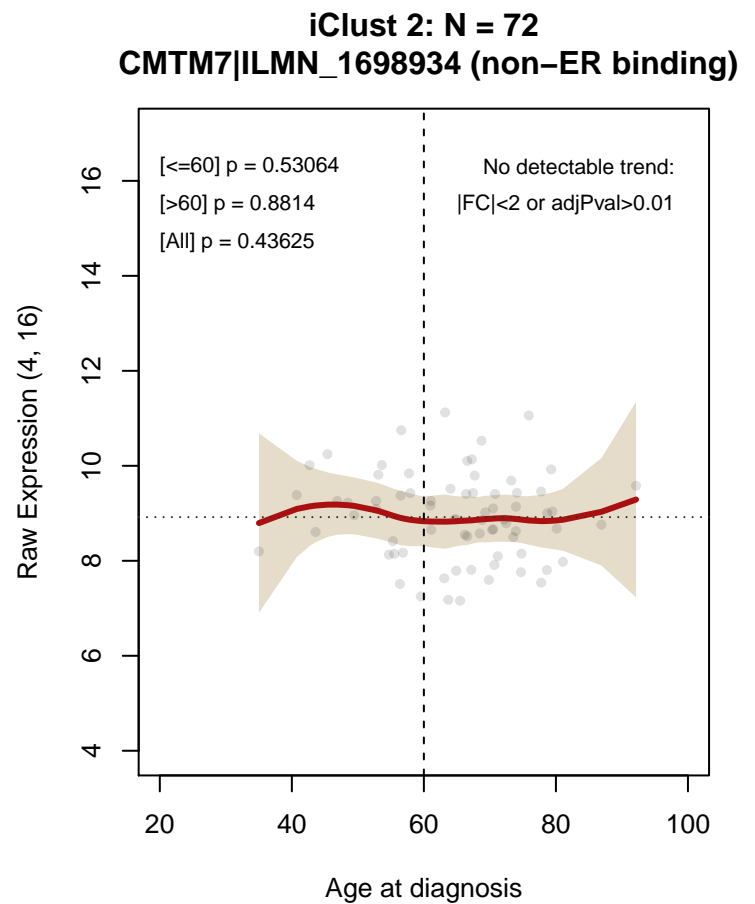 iClust 2: N = 72
CMTM7|ILMN_1698934 (non−ER binding)
[<=60] p = 0.53064
[>60] p = 0.8814
[All] p = 0.43625
No detectable trend:
|FC|<2 or adjPval>0.01
Raw Expression (4, 16)
16
14
12
10
8
6
4
20 40 60 80 100
Age at diagnosis